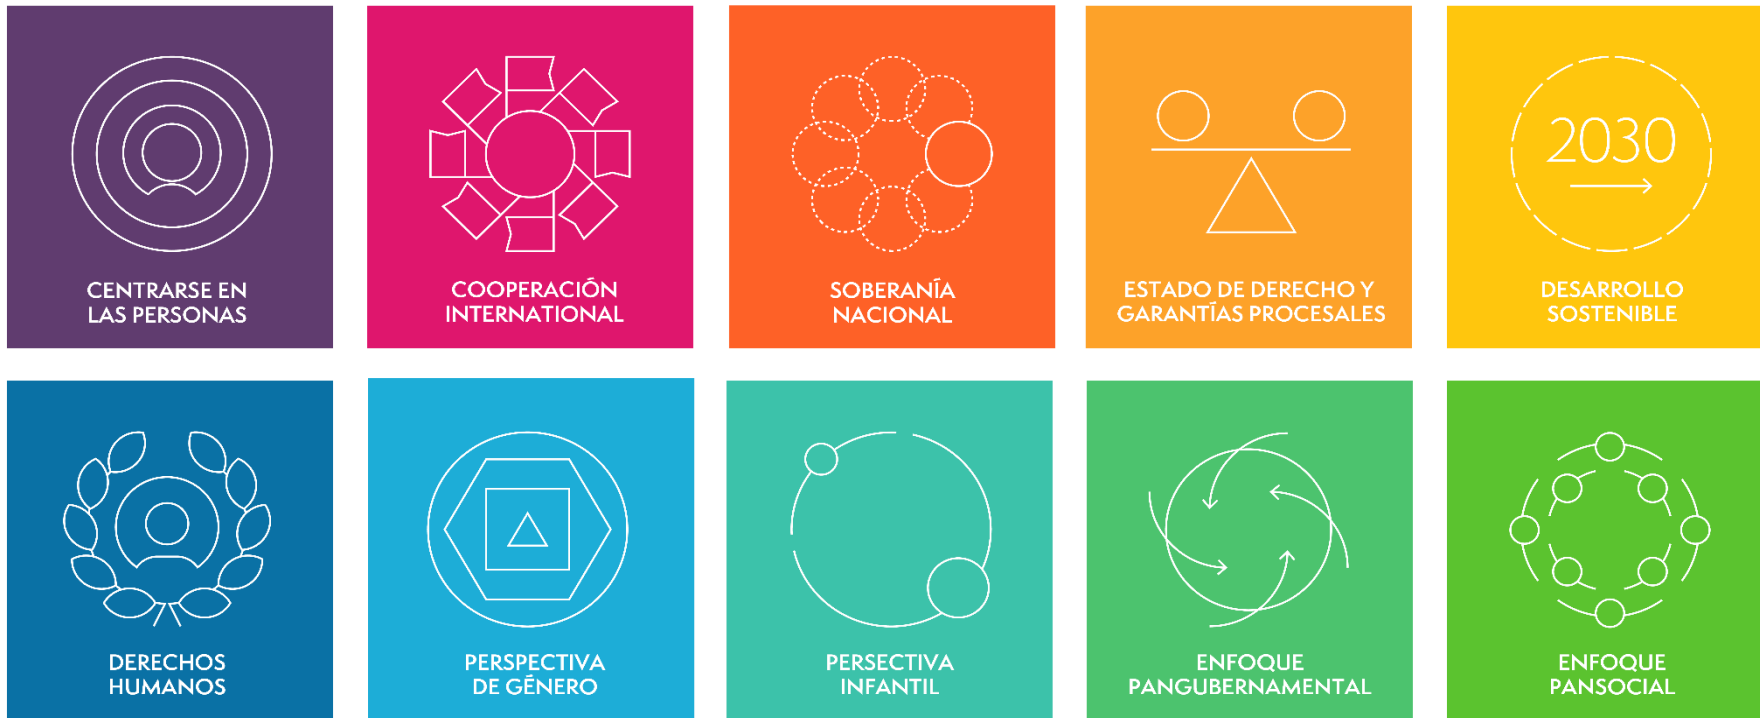 CENTRARSE EN
LAS PERSONAS
COOPERACIÓN
INTERNATIONAL
SOBERANÍA
NACIONAL
ESTADO DE DERECHO Y
GARANTÍAS PROCESALES
2030
DESARROLLO
SOSTENIBLE
DERECHOS
HUMANOS
PERSPECTIVA
DE GÉNERO
PERSECTIVA
INFANTIL
ENFOQUE
PANGUBERNAMENTAL
ENFOQUE
PANSOCIAL